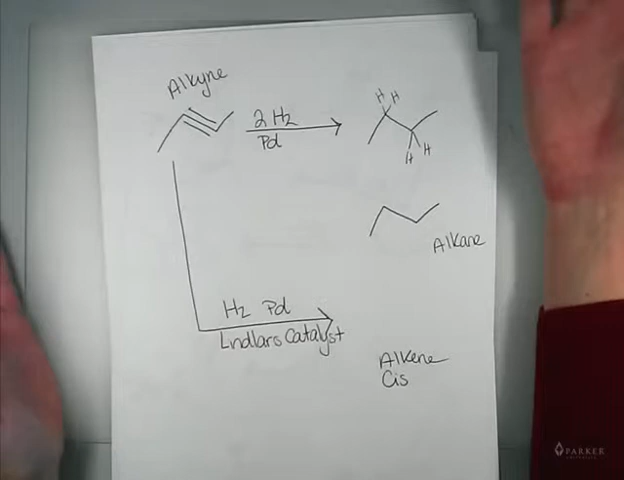 Alkyne
2 H2
Pd
H H
H H
Alkane
H2 Pd
Lindlars Catalyst
Alkene
Cis
PARKER